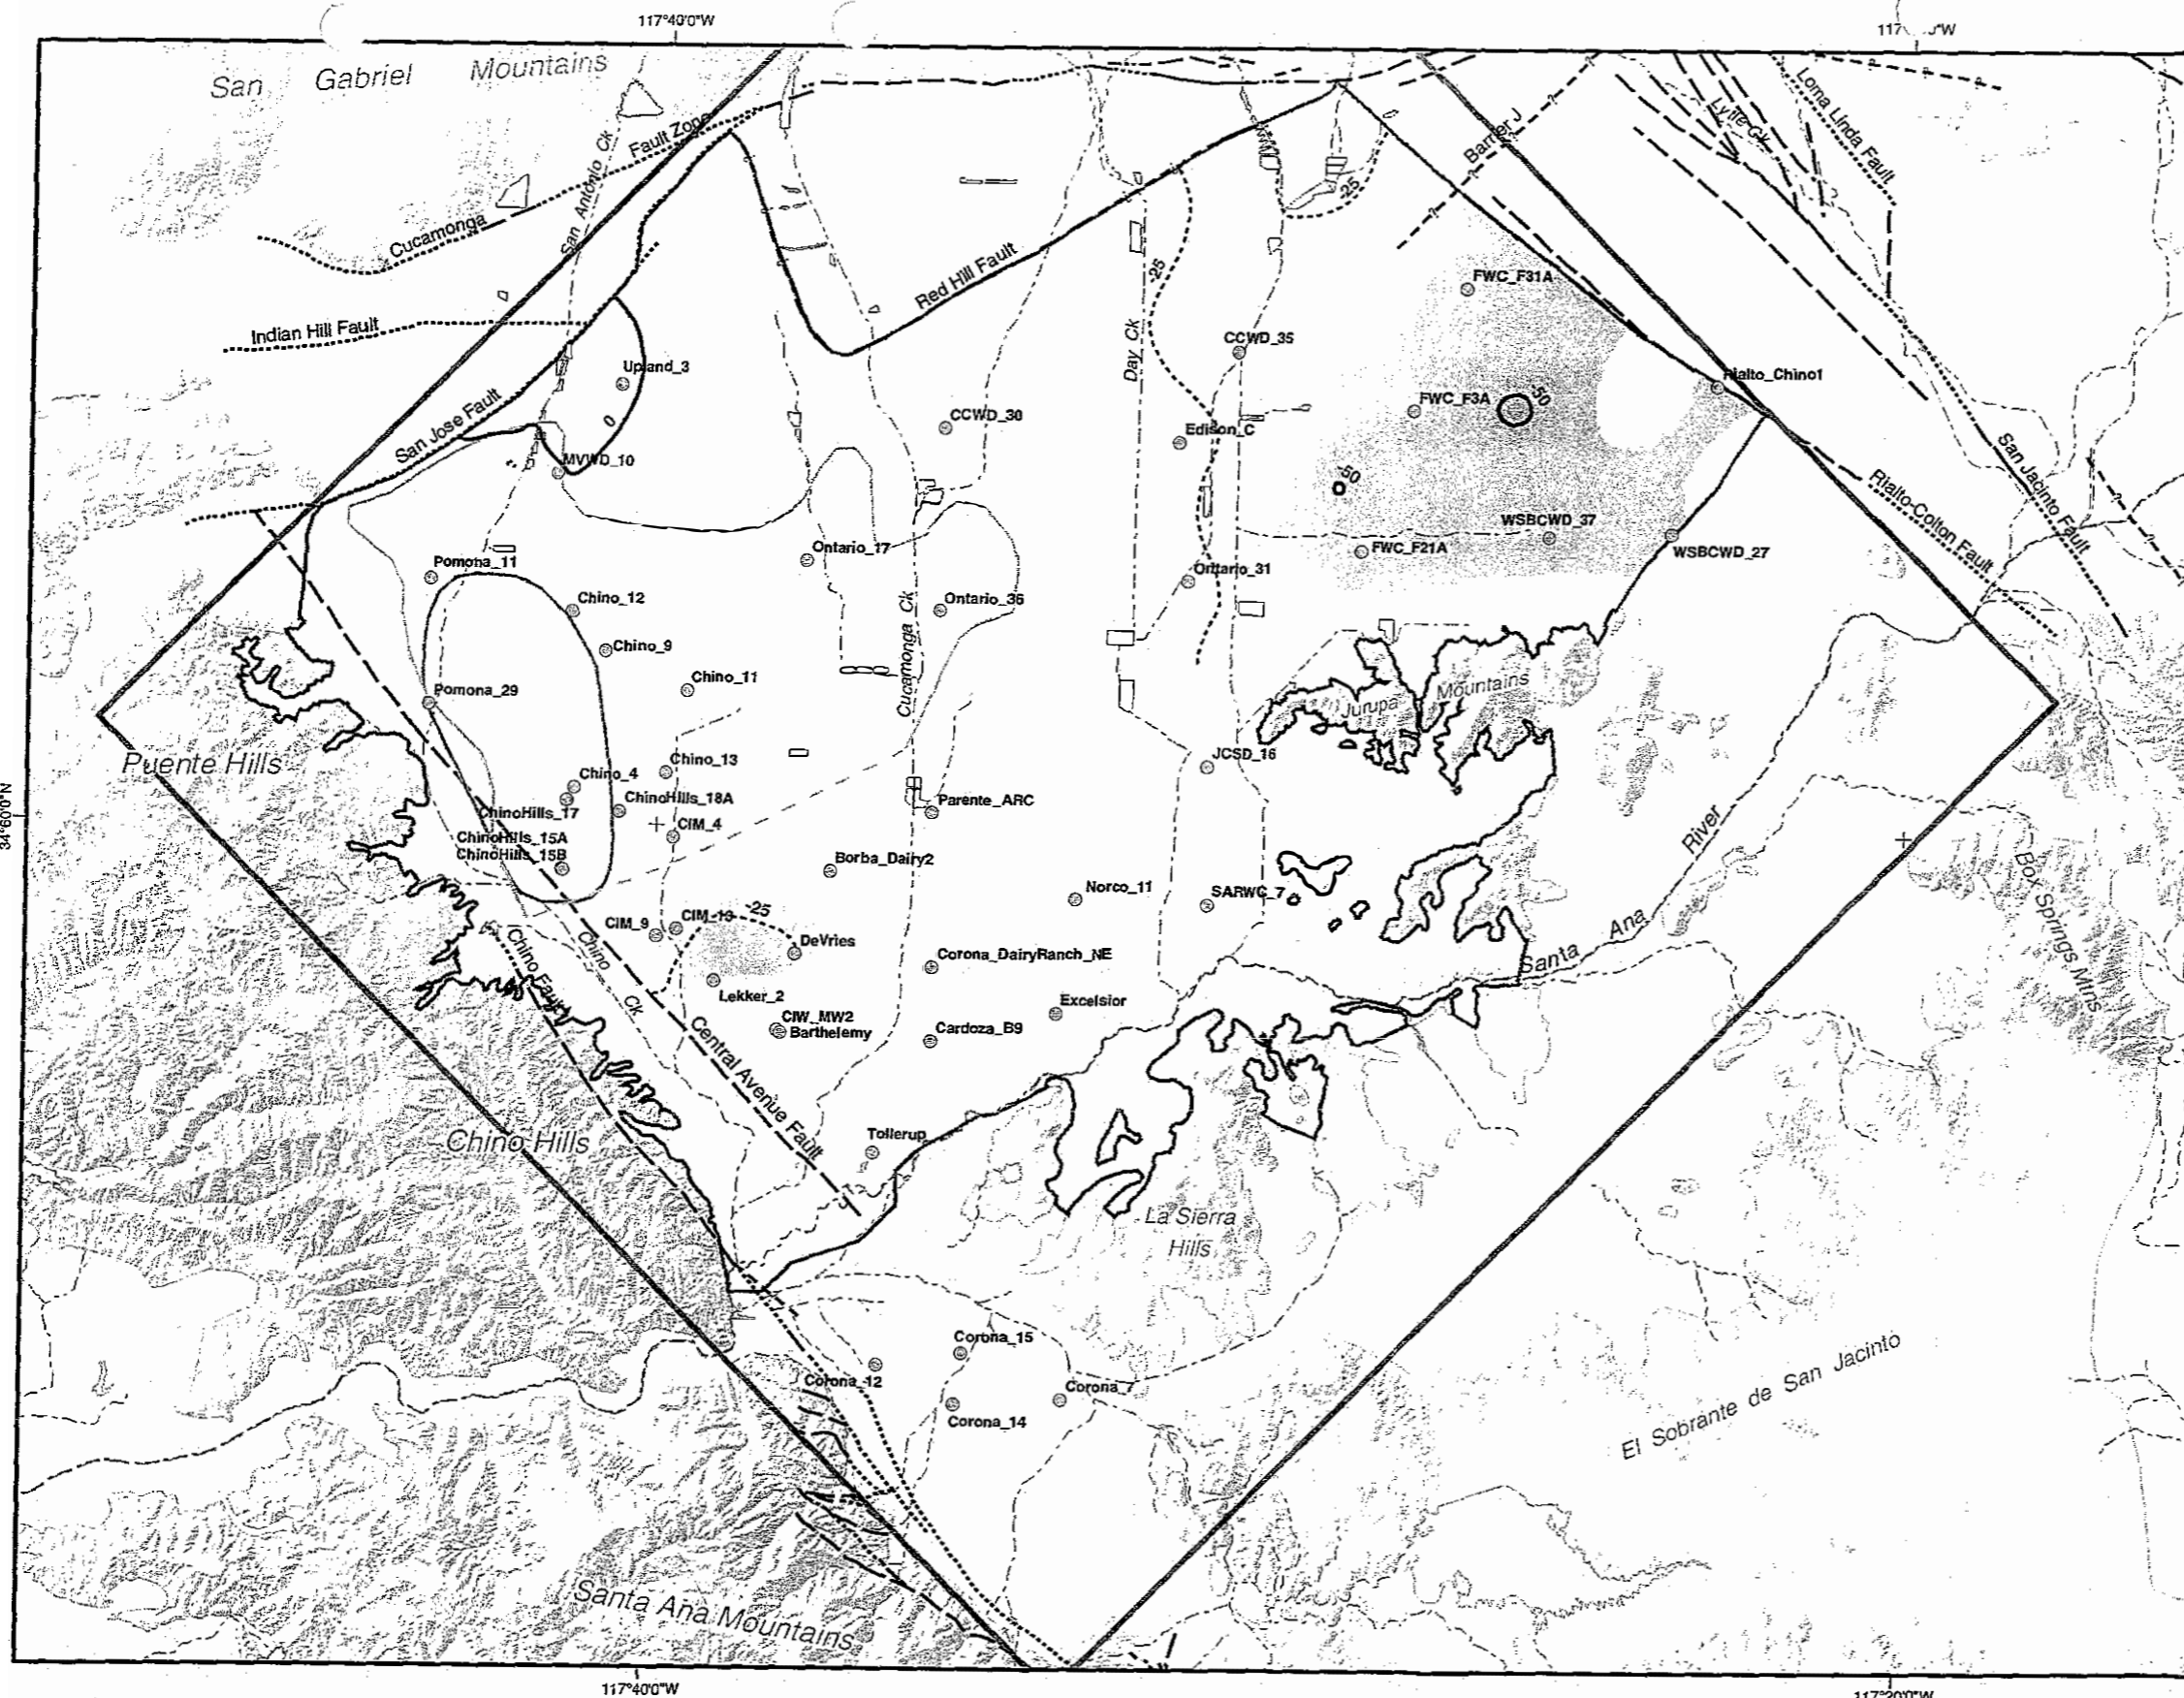 117°40'0"W
San Gabriel Mountains
Fault Zone
San Antonio Ck
Cucamonga
Barrier J
Lytle Ck
Loma Linda Fault
-25
-25
Red Hill Fault
FWC_F31A
Indian Hill Fault
Day Ck
CCWD_35
Upland_3
Rialto_Chino1
0
San Jose Fault
CCWD_30
FWC_F3A
-50
Edison_C
MVWD_10
-50
San Jacinto Fault
Rialto-Colton Fault
WSBCWD_37
Ontario_17
FWC_F21A
WSBCWD_27
Pomona_11
Ontario_31
Chino_12
Ontario_36
Cucamonga Ck
Chino_9
Chino_11
Pomona_29
Jurupa Mountains
Puente Hills
Chino_13
JCSD_16
Chino_4
ChinoHills_18A
Parente_ARC
ChinoHills_17
CIM_4
34°60'0"N
ChinoHills_15A
ChinoHills_15B
River
Borba_Dairy2
Norco_11
SARWC_7
Box Springs Mtns
-25
CIM_13
CIM_9
DeVries
Santa Ana
Corona_DairyRanch_NE
Chino Fault
Chino Ck
Lekker_2
Excelsior
CIW_MW2
Barthelemy
Cardoza_B9
Central Avenue Fault
Chino Hills
Tollerup
La Sierra
Hills
Corona_15
Corona_12
Corona_7
Corona_14
El Sobrante de San Jacinto
Santa Ana Mountains
117°40'0"W
117°20'0"W